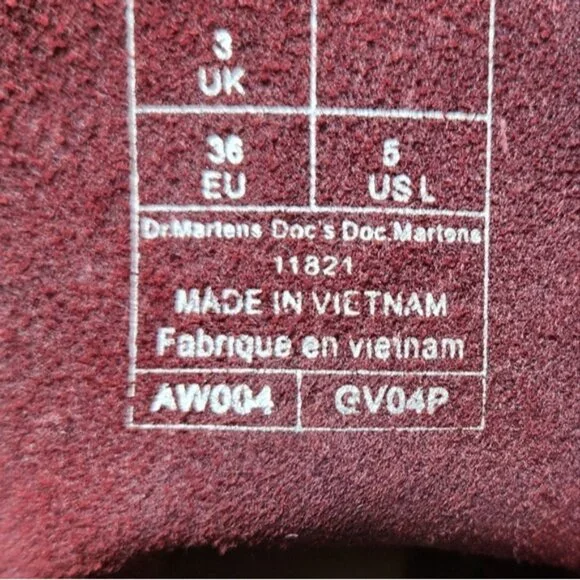 3
UK
36 5
EU US L
Dr.Martens Doc's Doc.Martens
11821
MADE IN VIETNAM
Fabrique en vietnam
AW004 GV04P